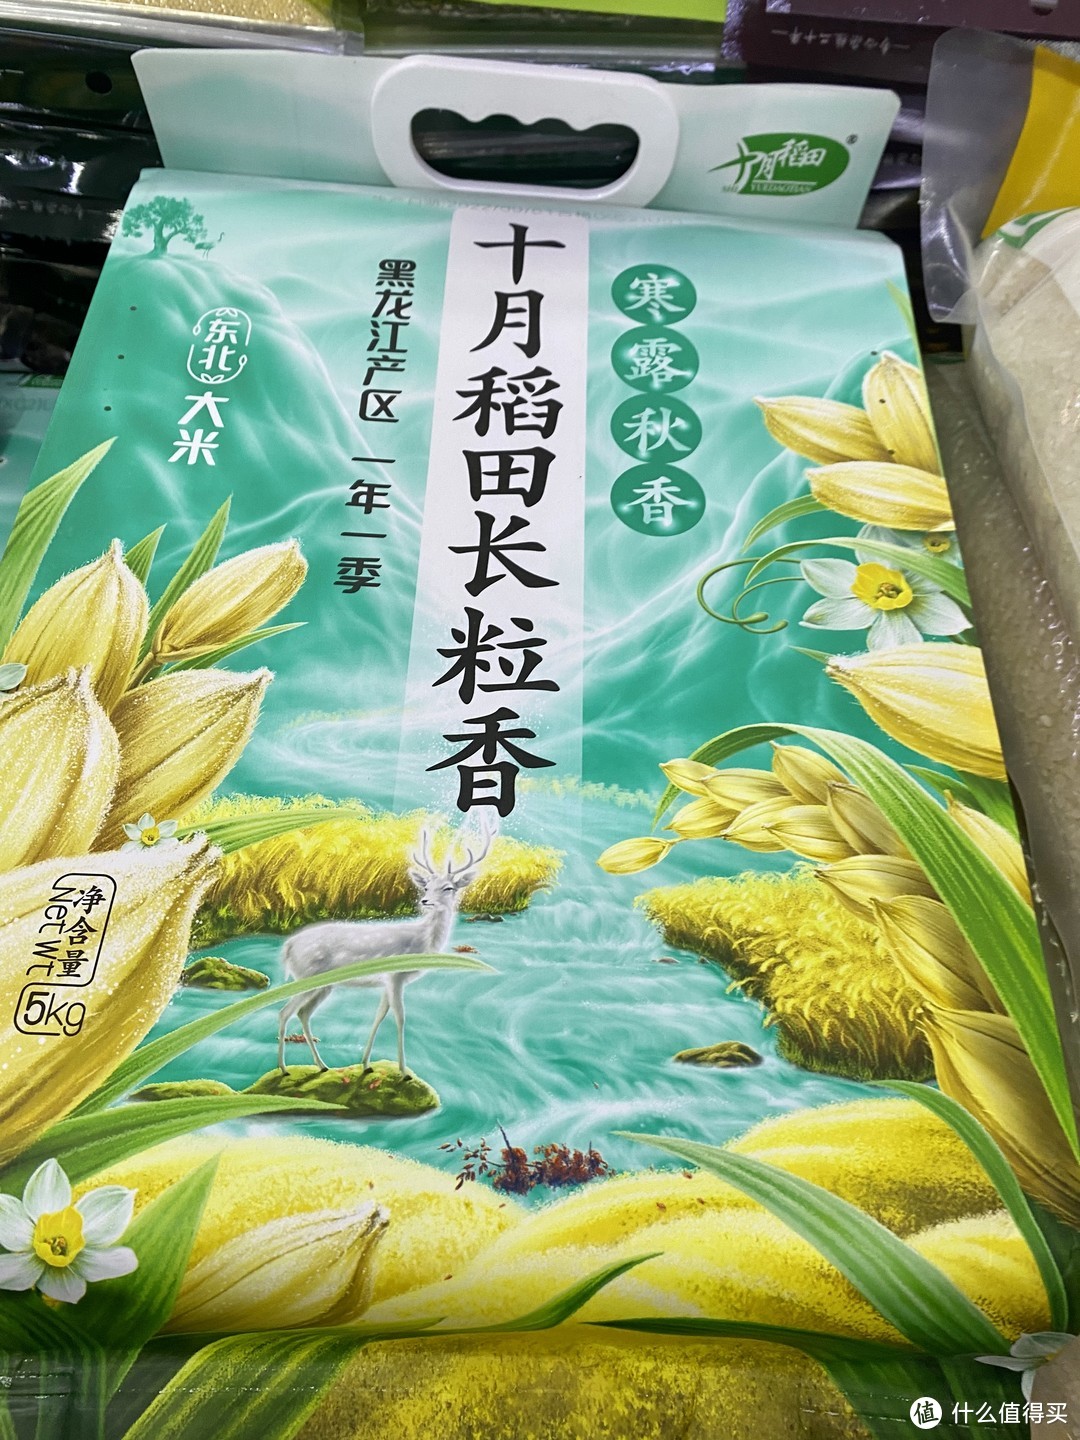 十月稻田
SHI YUEDAOTIAN
®
十月稻田长粒香
寒露秋香
黑龙江产区 一年一季
东北
大米
净含量
Net wt
5kg
值 什么值得买